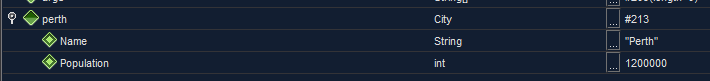 perth City ... #213
Name String ... "Perth"
Population int ... 1200000